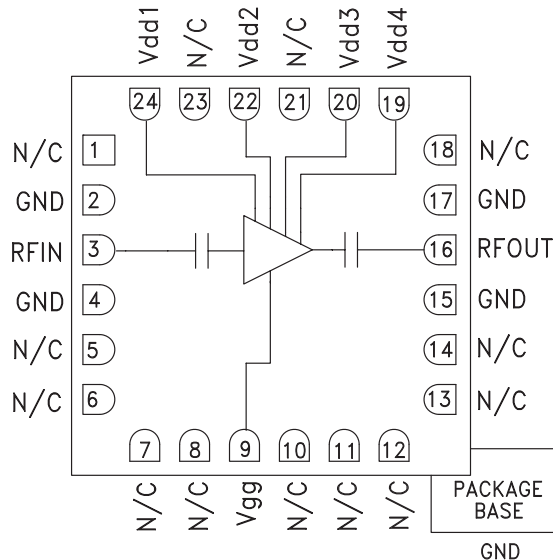 Vdd1
N/C
Vdd2
N/C
Vdd3
Vdd4
24
23
22
21
20
19
N/C 1
GND 2
RFIN 3
GND 4
N/C 5
N/C 6
18 N/C
17 GND
16 RFOUT
15 GND
14 N/C
13 N/C
7
8
9
10
11
12
N/C
N/C
Vgg
N/C
N/C
N/C
PACKAGE
BASE
GND